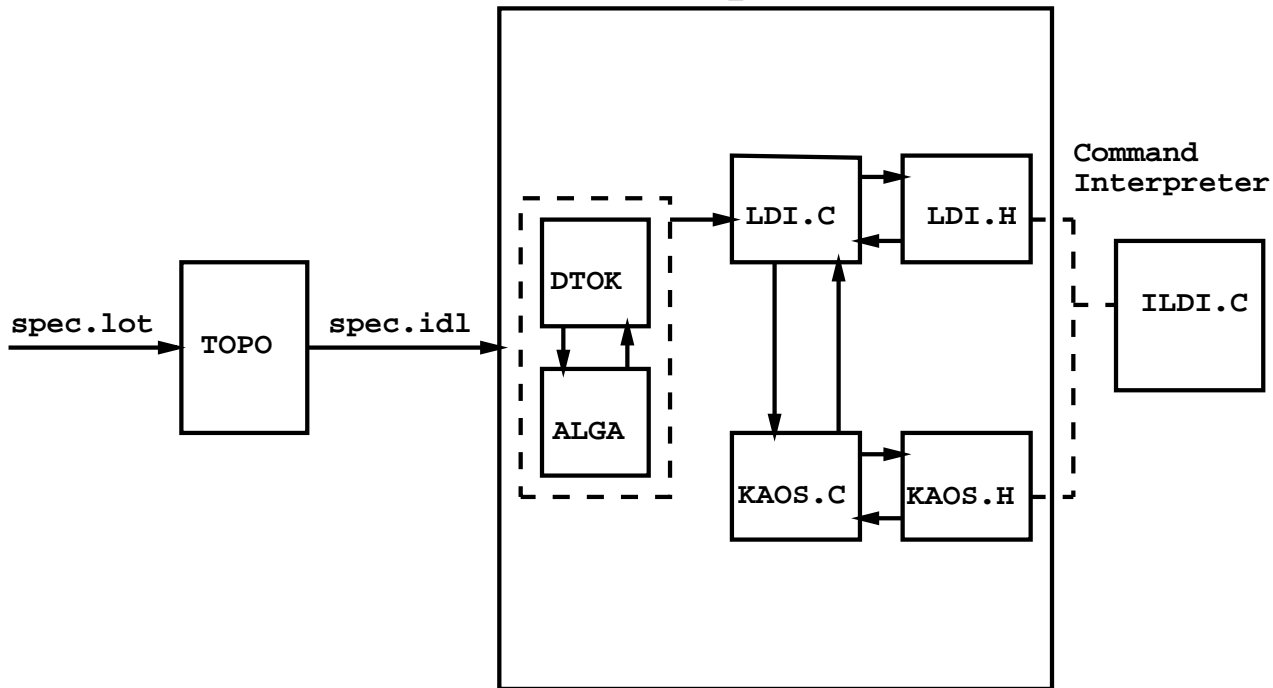 Command
Interpreter
LDI.C
LDI.H
DTOK
ILDI.C
spec.lot
TOPO
spec.idl
ALGA
KAOS.C
KAOS.H